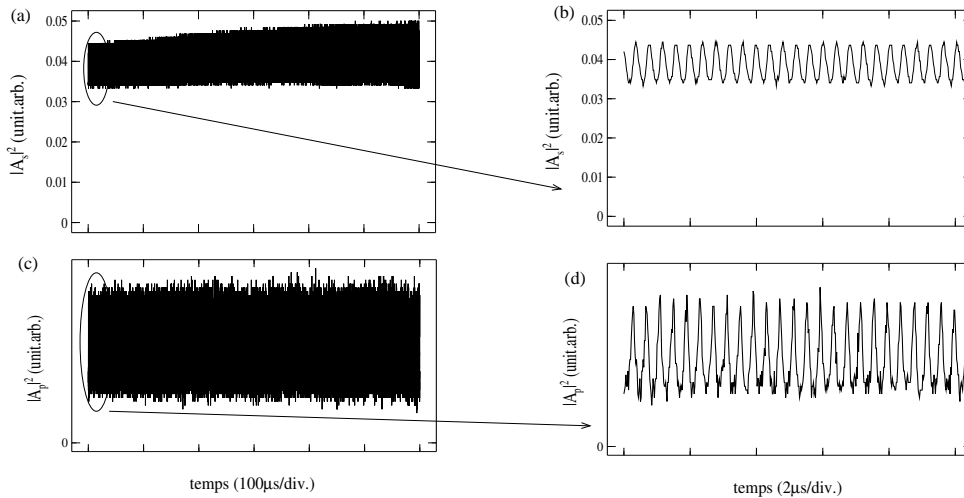 (a)
0.05
0.04
0.03
0.02
0.01
0
|A_s|^2 (unit.arb.)
(b)
0.05
0.04
0.03
0.02
0.01
0
|A_s|^2 (unit.arb.)
(c)
0
|A_p|^2 (unit.arb.)
temps (100µs/div.)
(d)
0
|A_p|^2 (unit.arb.)
temps (2µs/div.)